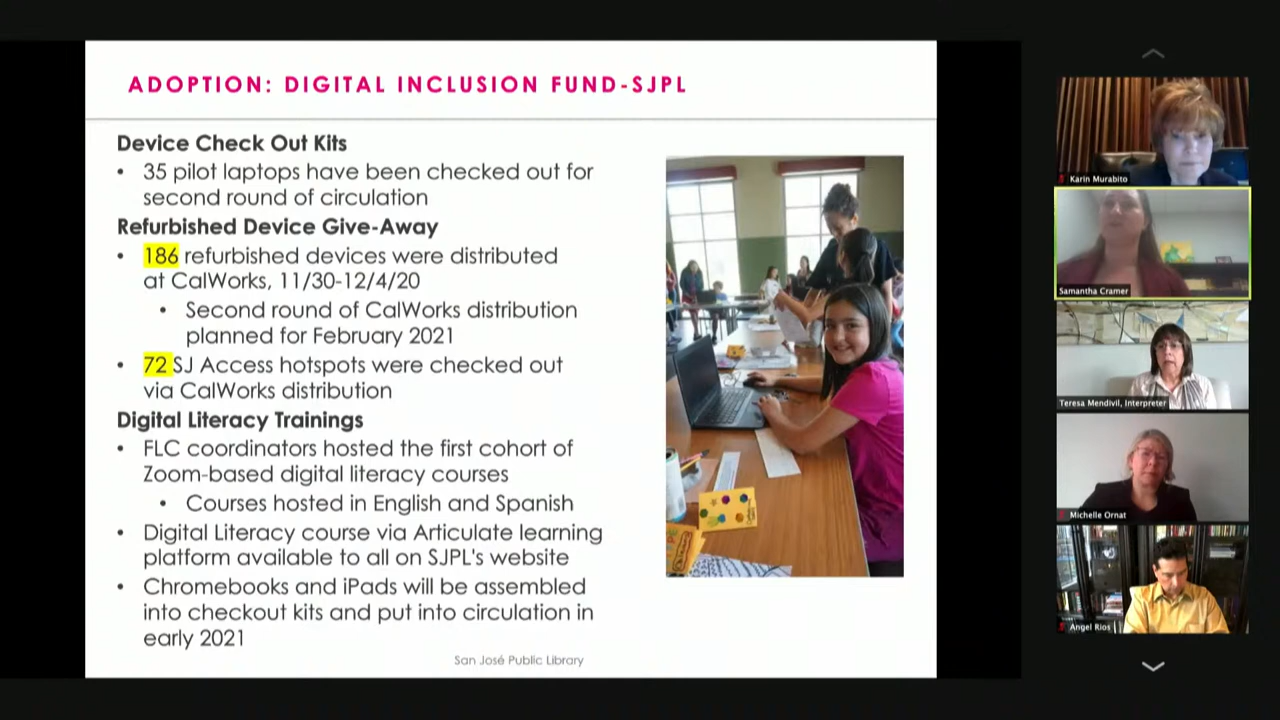 ADOPTION: DIGITAL INCLUSION FUND-SJPL
Device Check Out Kits
• 35 pilot laptops have been checked out for
second round of circulation
Refurbished Device Give-Away
• 186 refurbished devices were distributed
at CalWorks, 11/30-12/4/20
• Second round of CalWorks distribution
planned for February 2021
• 72 SJ Access hotspots were checked out
via CalWorks distribution
Digital Literacy Trainings
• FLC coordinators hosted the first cohort of
Zoom-based digital literacy courses
• Courses hosted in English and Spanish
• Digital Literacy course via Articulate learning
platform available to all on SJPL's website
• Chromebooks and iPads will be assembled
into checkout kits and put into circulation in
early 2021
San José Public Library
Karin Murabito
Samantha Cramer
Teresa Mendivil, Interpreter
Michelle Ornat
Angel Rios